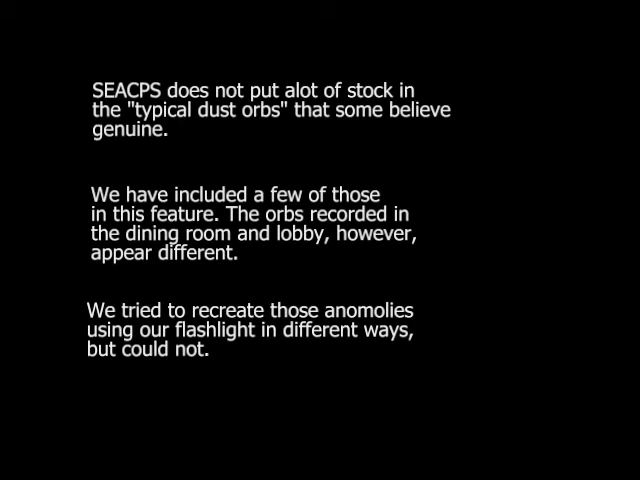 SEACPS does not put alot of stock in
the "typical dust orbs" that some believe
genuine.
We have included a few of those
in this feature. The orbs recorded in
the dining room and lobby, however,
appear different.
We tried to recreate those anomolies
using our flashlight in different ways,
but could not.